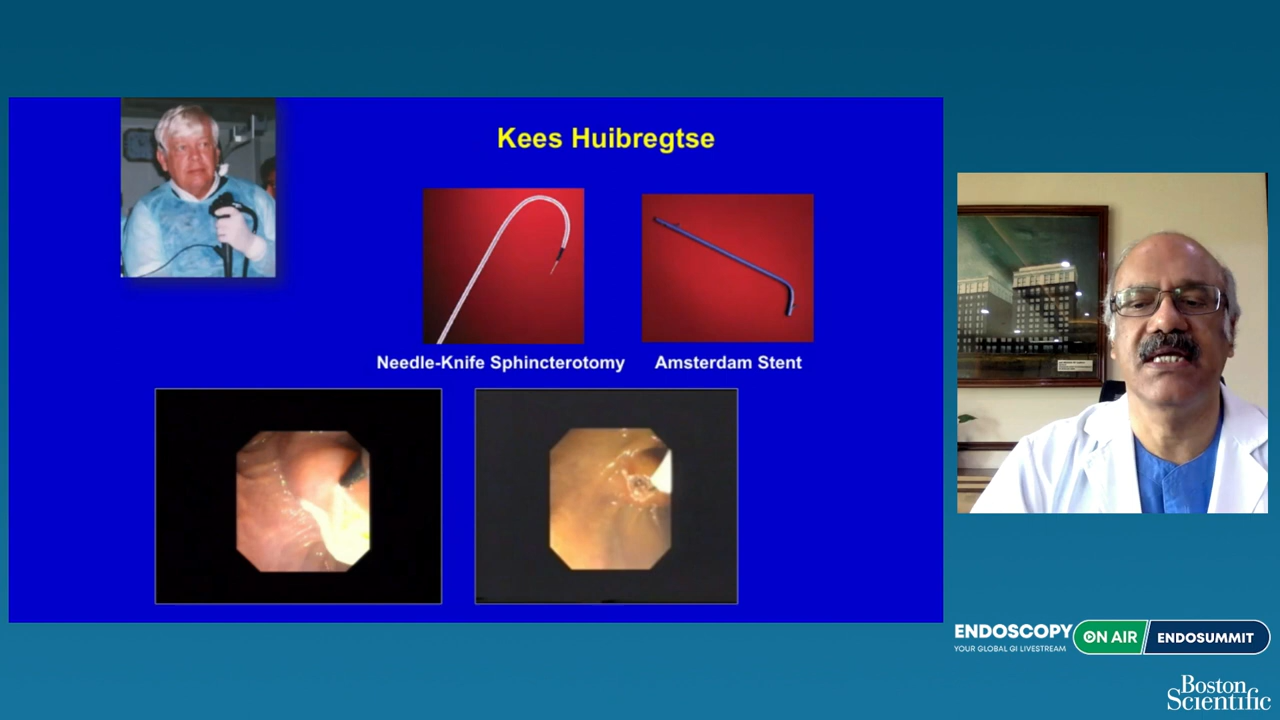 Kees Huibregtse
Needle-Knife Sphincterotomy
Amsterdam Stent
ENDOSCOPY
YOUR GLOBAL GI LIVESTREAM
ON AIR
ENDOSUMMIT
Boston
Scientific